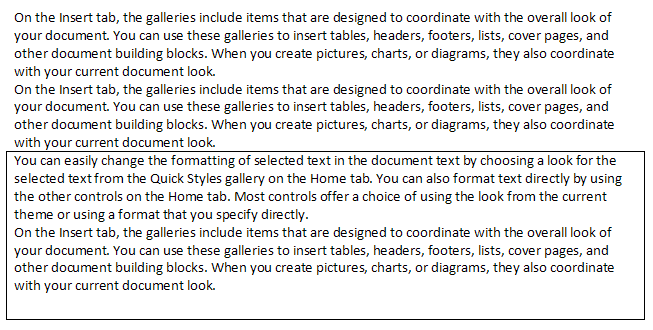 On the Insert tab, the galleries include items that are designed to coordinate with the overall look of
your document. You can use these galleries to insert tables, headers, footers, lists, cover pages, and
other document building blocks. When you create pictures, charts, or diagrams, they also coordinate
with your current document look.
On the Insert tab, the galleries include items that are designed to coordinate with the overall look of
your document. You can use these galleries to insert tables, headers, footers, lists, cover pages, and
other document building blocks. When you create pictures, charts, or diagrams, they also coordinate
with your current document look.
You can easily change the formatting of selected text in the document text by choosing a look for the
selected text from the Quick Styles gallery on the Home tab. You can also format text directly by using
the other controls on the Home tab. Most controls offer a choice of using the look from the current
theme or using a format that you specify directly.
On the Insert tab, the galleries include items that are designed to coordinate with the overall look of
your document. You can use these galleries to insert tables, headers, footers, lists, cover pages, and
other document building blocks. When you create pictures, charts, or diagrams, they also coordinate
with your current document look.